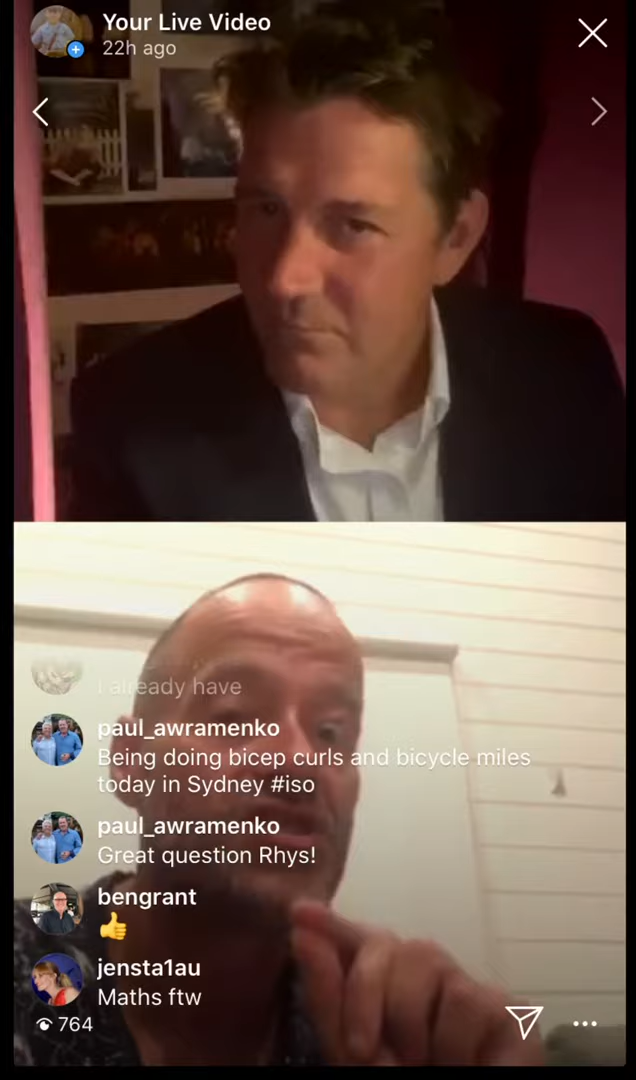 Your Live Video
22h ago
I already have
paul_awramenko
Being doing bicep curls and bicycle miles
today in Sydney #iso
paul_awramenko
Great question Rhys!
bengrant
👍
jensta1au
Maths ftw
764